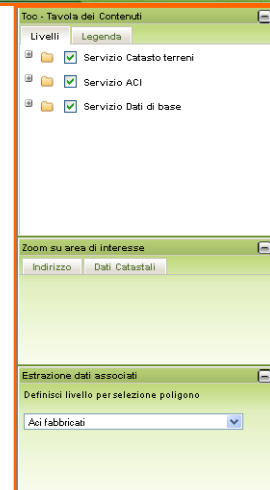 Toc - Tavola dei Contenuti
Livelli Legenda
Servizio Catasto terreni
Servizio ACI
Servizio Dati di base
Zoom su area di interesse
Indirizzo Dati Catastali
Estrazione dati associati
Definisci livello per selezione poligono
Aci fabbricati